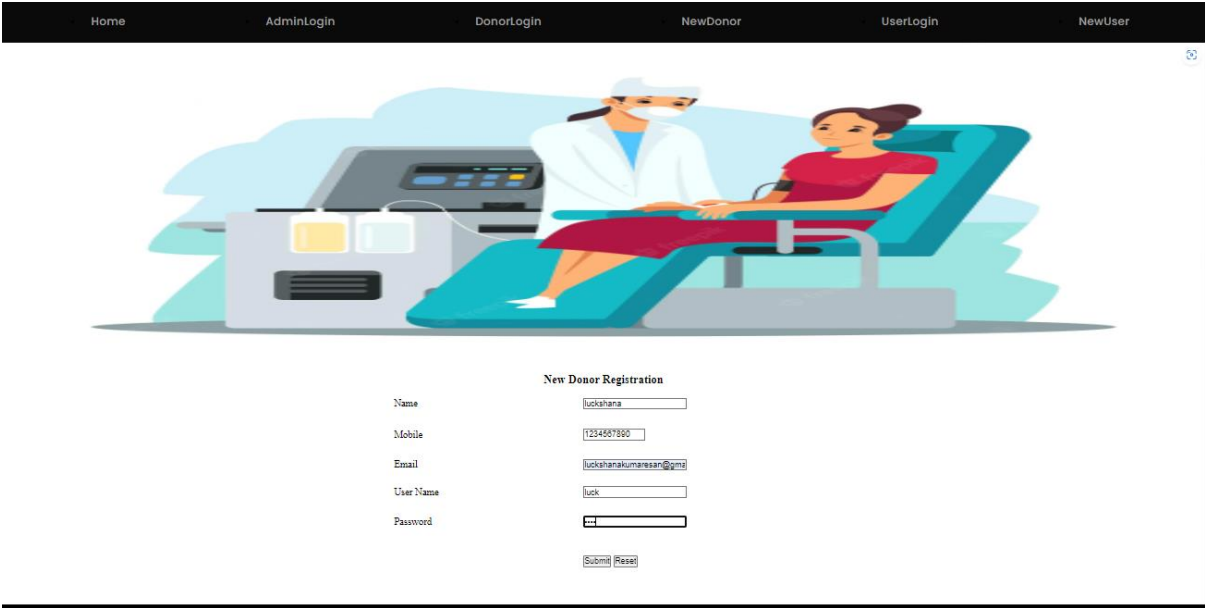 Home AdminLogin DonorLogin NewDonor UserLogin NewUser
New Donor Registration
Name luckshana
Mobile 1234567890
Email luckshanakumaresan@gma
User Name luck
Password ····
Submit Reset